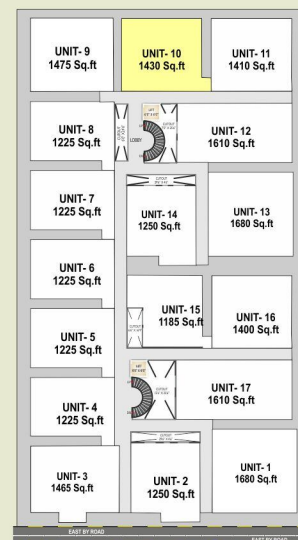 UNIT- 9
1475 Sq.ft
UNIT- 10
1430 Sq.ft
UNIT- 11
1410 Sq.ft
UNIT- 8
1225 Sq.ft
LOBBY
UNIT- 12
1610 Sq.ft
UNIT- 7
1225 Sq.ft
CUTOUT
UNIT- 14
1250 Sq.ft
UNIT- 13
1680 Sq.ft
UNIT- 6
1225 Sq.ft
UNIT- 15
1185 Sq.ft
UNIT- 16
1400 Sq.ft
UNIT- 5
1225 Sq.ft
UNIT- 4
1225 Sq.ft
UNIT- 17
1610 Sq.ft
CUTOUT
UNIT- 3
1465 Sq.ft
UNIT- 2
1250 Sq.ft
UNIT- 1
1680 Sq.ft
EAST BY ROAD
EAST BY ROAD